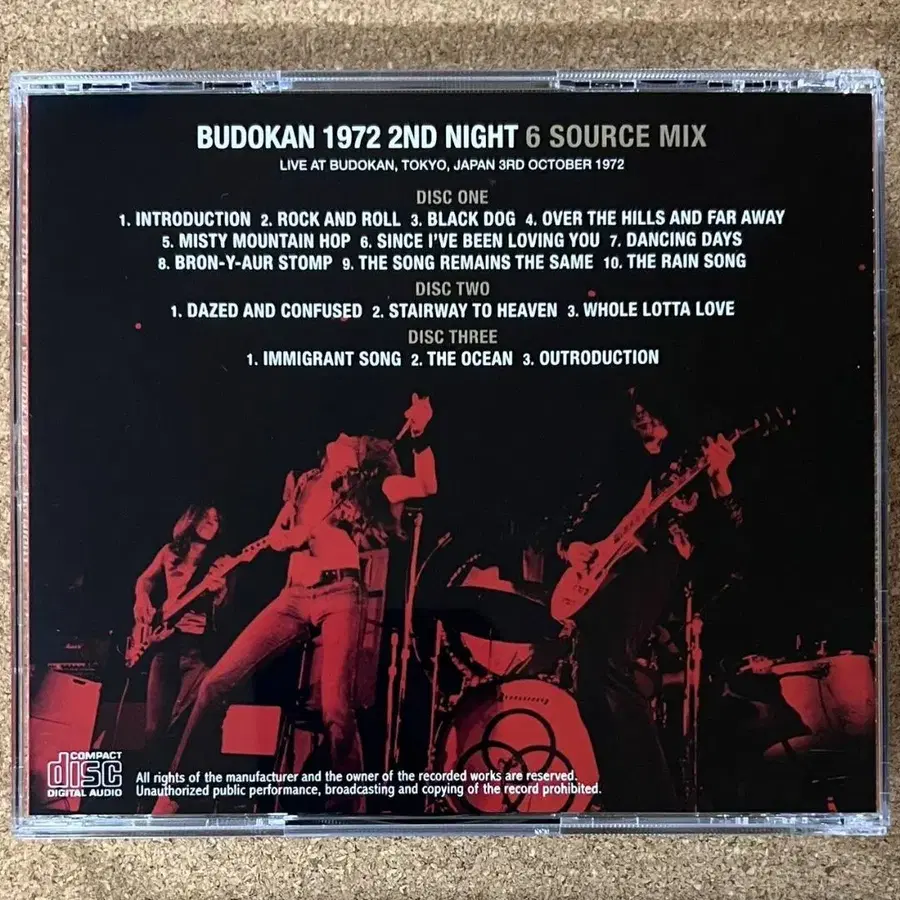 BUDOKAN 1972 2ND NIGHT 6 SOURCE MIX
LIVE AT BUDOKAN, TOKYO, JAPAN 3RD OCTOBER 1972
DISC ONE
1. INTRODUCTION 2. ROCK AND ROLL 3. BLACK DOG 4. OVER THE HILLS AND FAR AWAY
5. MISTY MOUNTAIN HOP 6. SINCE I'VE BEEN LOVING YOU 7. DANCING DAYS
8. BRON-Y-AUR STOMP 9. THE SONG REMAINS THE SAME 10. THE RAIN SONG
DISC TWO
1. DAZED AND CONFUSED 2. STAIRWAY TO HEAVEN 3. WHOLE LOTTA LOVE
DISC THREE
1. IMMIGRANT SONG 2. THE OCEAN 3. OUTRODUCTION
COMPACT
disc
DIGITAL AUDIO
All rights of the manufacturer and the owner of the recorded works are reserved.
Unauthorized public performance, broadcasting and copying of the record prohibited.